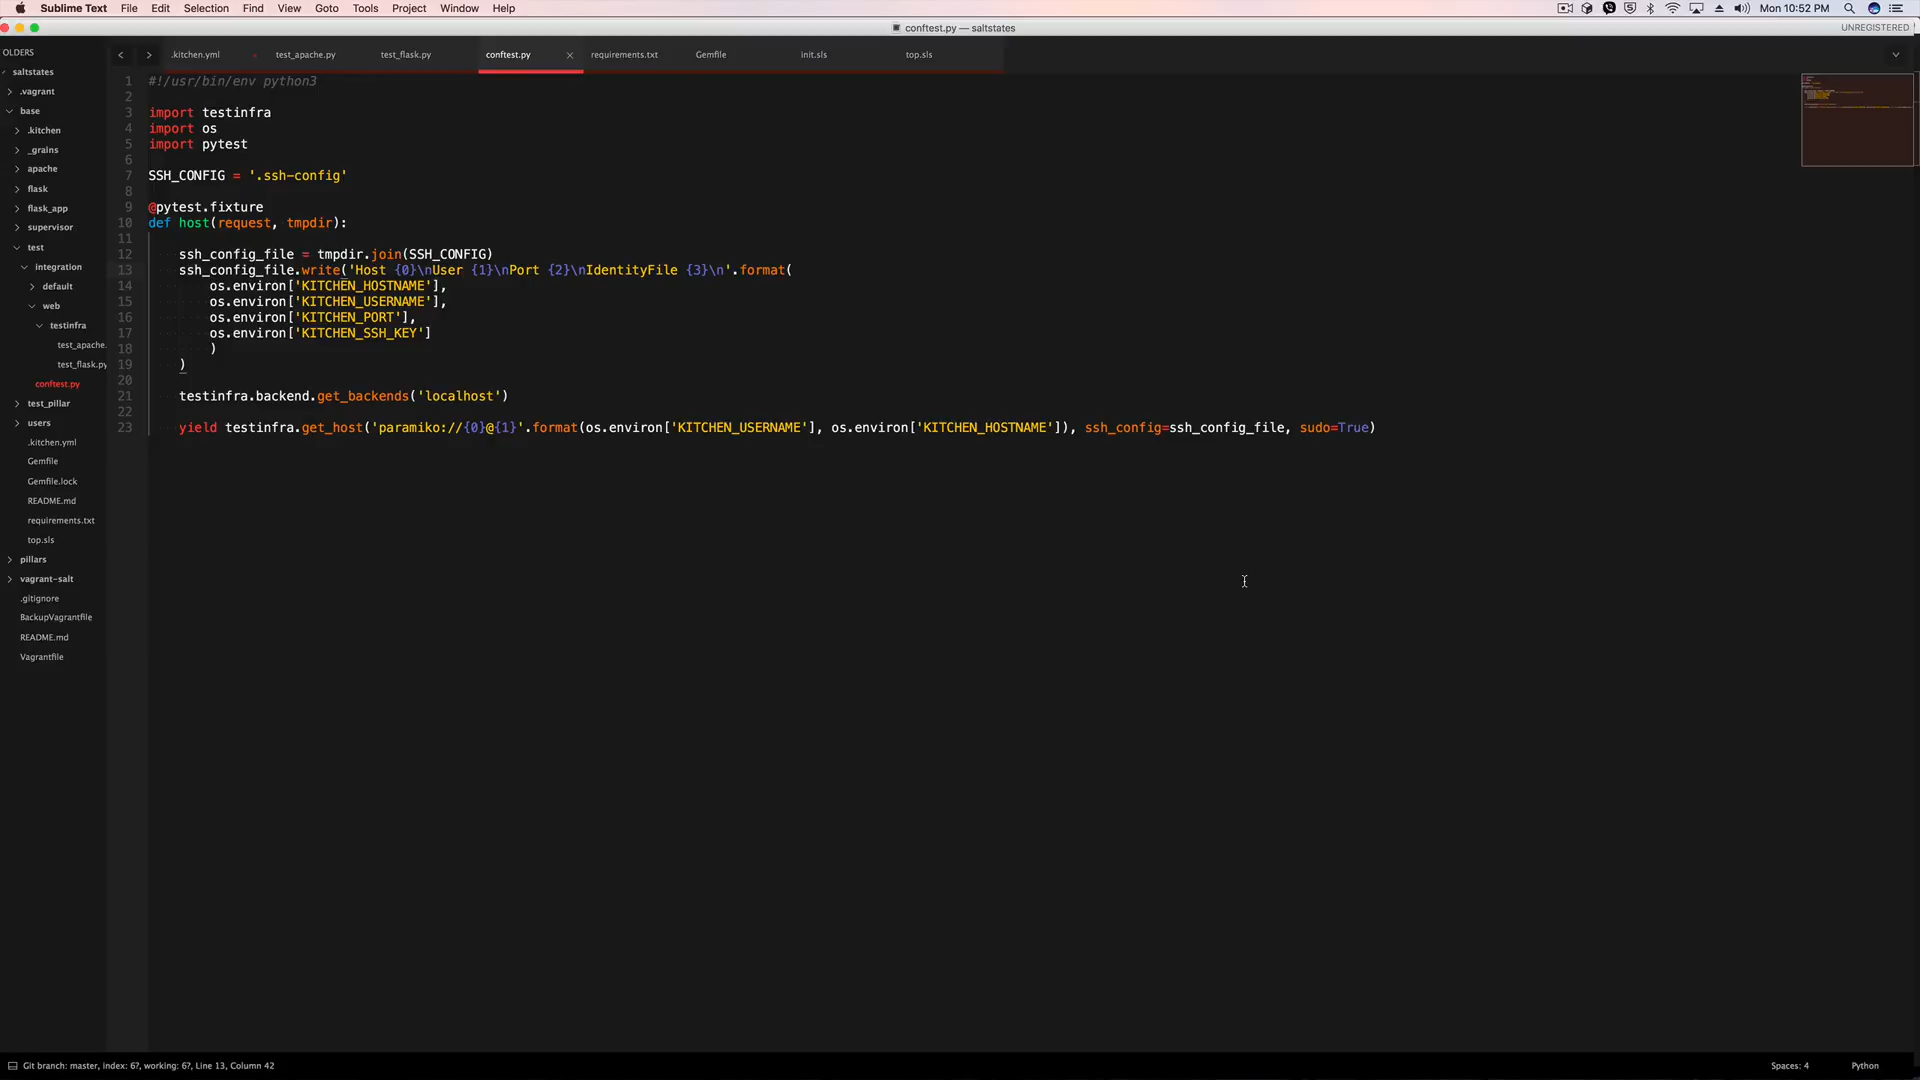 Sublime Text File Edit Selection Find View Goto Tools Project Window Help Mon 10:52 PM
conftest.py — saltstates UNREGISTERED
OLDERS
saltstates
.vagrant
base
.kitchen
_grains
apache
flask
flask_app
supervisor
test
integration
default
web
testinfra
test_apache.
test_flask.py
conftest.py
test_pillar
users
.kitchen.yml
Gemfile
Gemfile.lock
README.md
requirements.txt
top.sls
pillars
vagrant-salt
.gitignore
BackupVagrantfile
README.md
Vagrantfile
.kitchen.yml test_apache.py test_flask.py conftest.py requirements.txt Gemfile init.sls top.sls
1 #!/usr/bin/env python3
2
3 import testinfra
4 import os
5 import pytest
6
7 SSH_CONFIG = '.ssh-config'
8
9 @pytest.fixture
10 def host(request, tmpdir):
11
12 ssh_config_file = tmpdir.join(SSH_CONFIG)
13 ssh_config_file.write('Host {0}\nUser {1}\nPort {2}\nIdentityFile {3}\n'.format(
14 os.environ['KITCHEN_HOSTNAME'],
15 os.environ['KITCHEN_USERNAME'],
16 os.environ['KITCHEN_PORT'],
17 os.environ['KITCHEN_SSH_KEY']
18 )
19 )
20
21 testinfra.backend.get_backends('localhost')
22
23 yield testinfra.get_host('paramiko://{0}@{1}'.format(os.environ['KITCHEN_USERNAME'], os.environ['KITCHEN_HOSTNAME']), ssh_config=ssh_config_file, sudo=True)
Git branch: master, index: 6?, working: 6?, Line 13, Column 42 Spaces: 4 Python